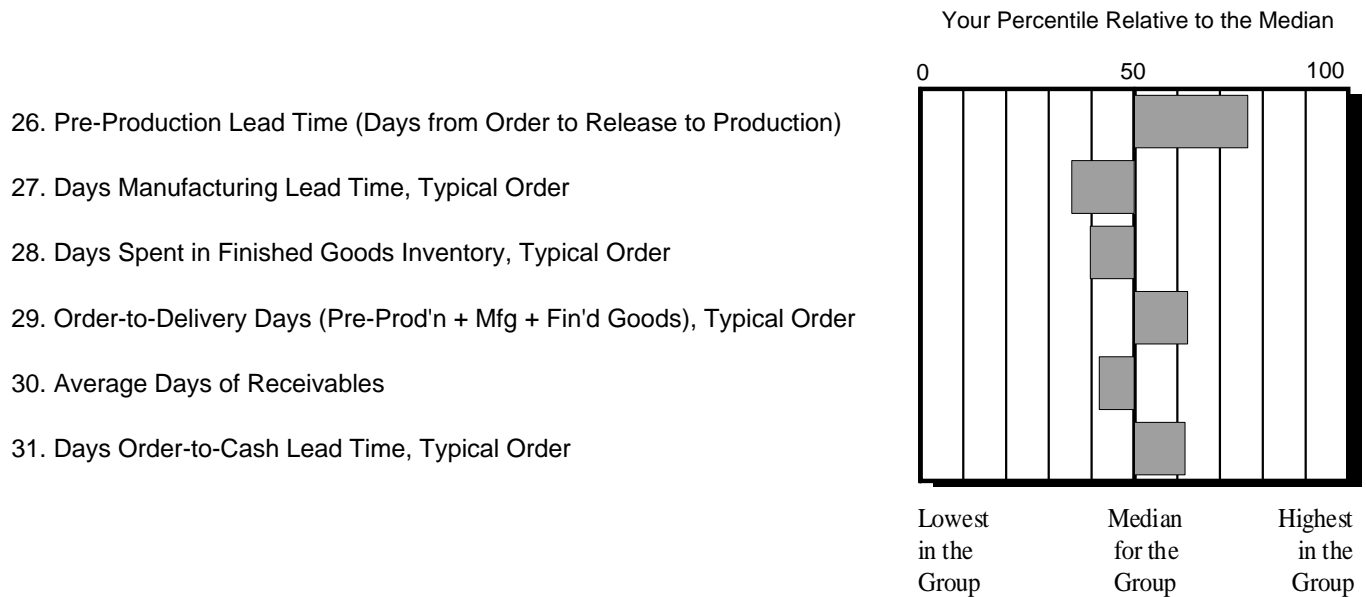 Your Percentile Relative to the Median
0 50 100
26. Pre-Production Lead Time (Days from Order to Release to Production)
27. Days Manufacturing Lead Time, Typical Order
28. Days Spent in Finished Goods Inventory, Typical Order
29. Order-to-Delivery Days (Pre-Prod'n + Mfg + Fin'd Goods), Typical Order
30. Average Days of Receivables
31. Days Order-to-Cash Lead Time, Typical Order
Lowest Median Highest
in the for the in the
Group Group Group